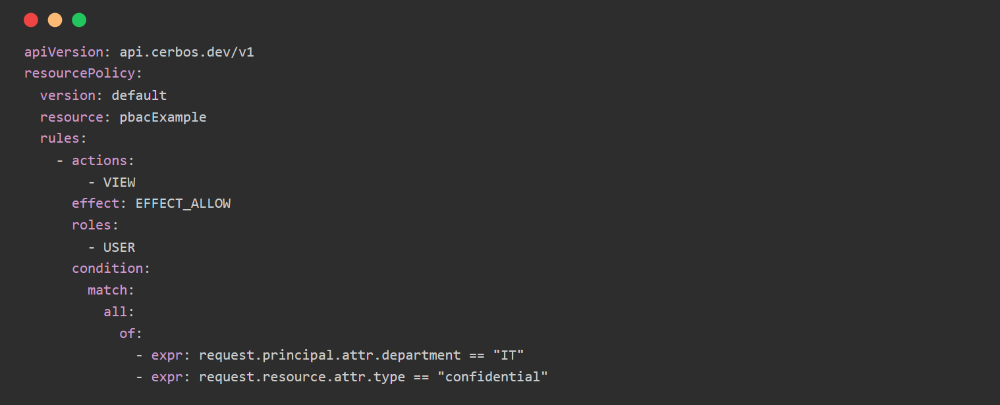 apiVersion: api.cerbos.dev/v1
resourcePolicy:
  version: default
  resource: pbacExample
  rules:
    - actions:
        - VIEW
      effect: EFFECT_ALLOW
      roles:
        - USER
      condition:
        match:
          all:
            of:
              - expr: request.principal.attr.department == "IT"
              - expr: request.resource.attr.type == "confidential"